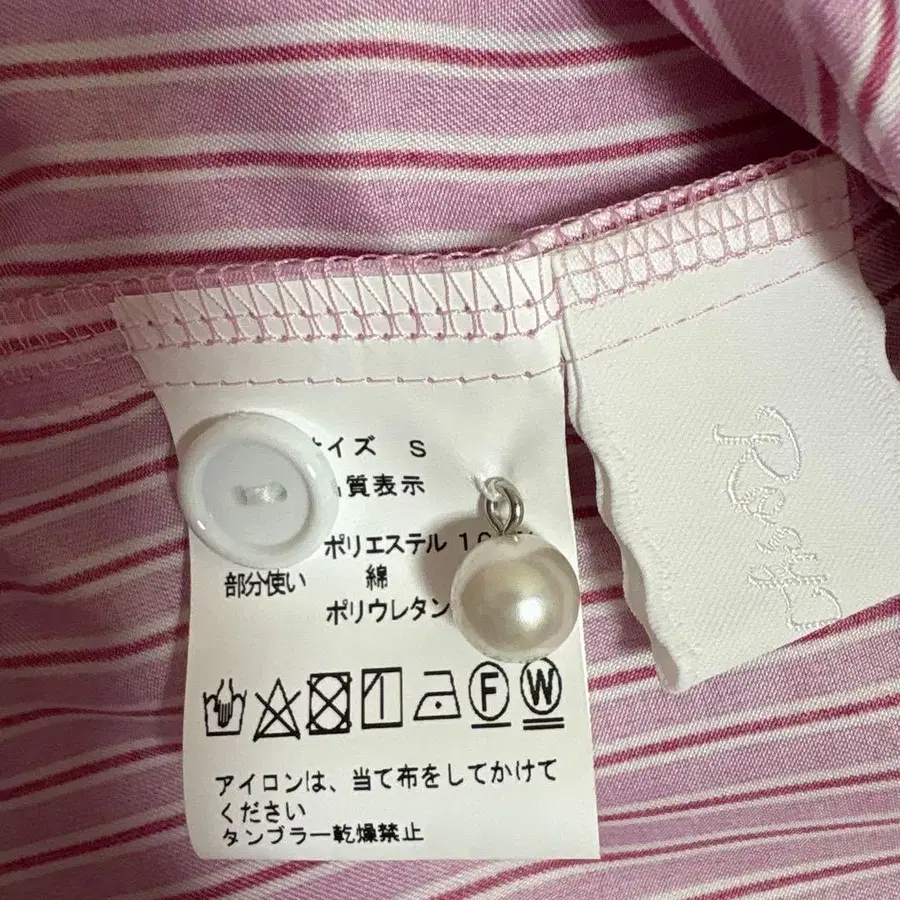 イズ S
質表示
ポリエステル
部分使い 綿
ポリウレタン
F W
アイロンは、当て布をしてかけて
ください
タンブラー乾燥禁止